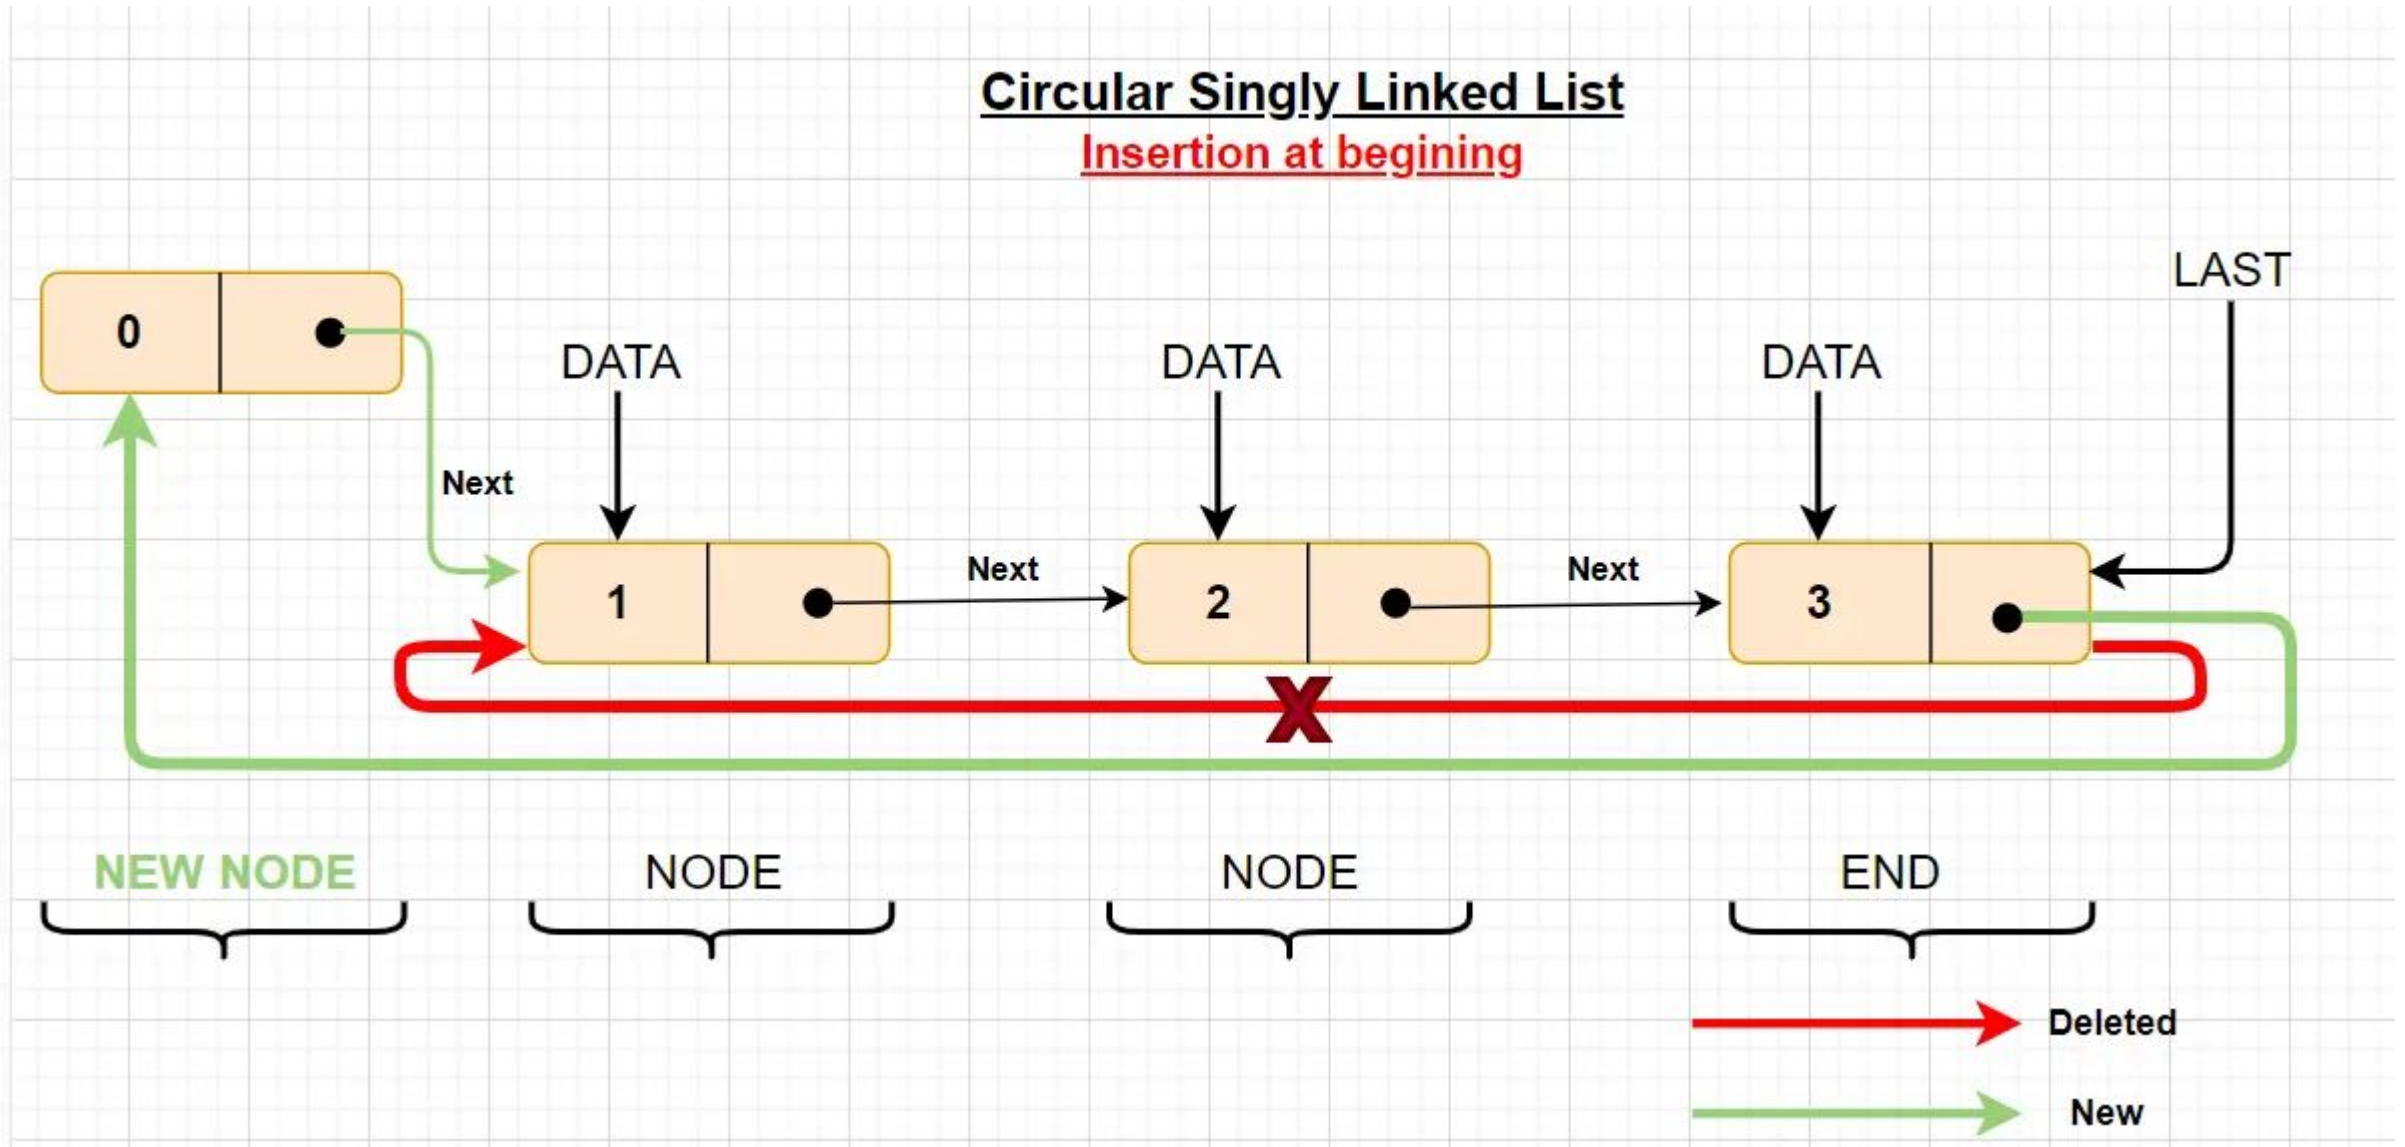 Circular Singly Linked List
Insertion at begining
LAST
0
DATA
DATA
DATA
Next
1
Next
2
Next
3
X
NEW NODE
NODE
NODE
END
Deleted
New